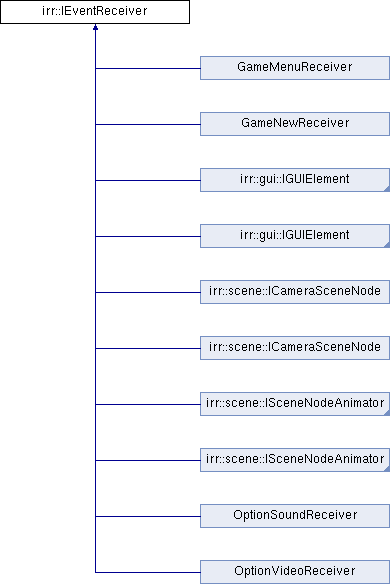 irr::IEventReceiver
GameMenuReceiver
GameNewReceiver
irr::gui::IGUIElement
irr::gui::IGUIElement
irr::scene::ICameraSceneNode
irr::scene::ICameraSceneNode
irr::scene::ISceneNodeAnimator
irr::scene::ISceneNodeAnimator
OptionSoundReceiver
OptionVideoReceiver